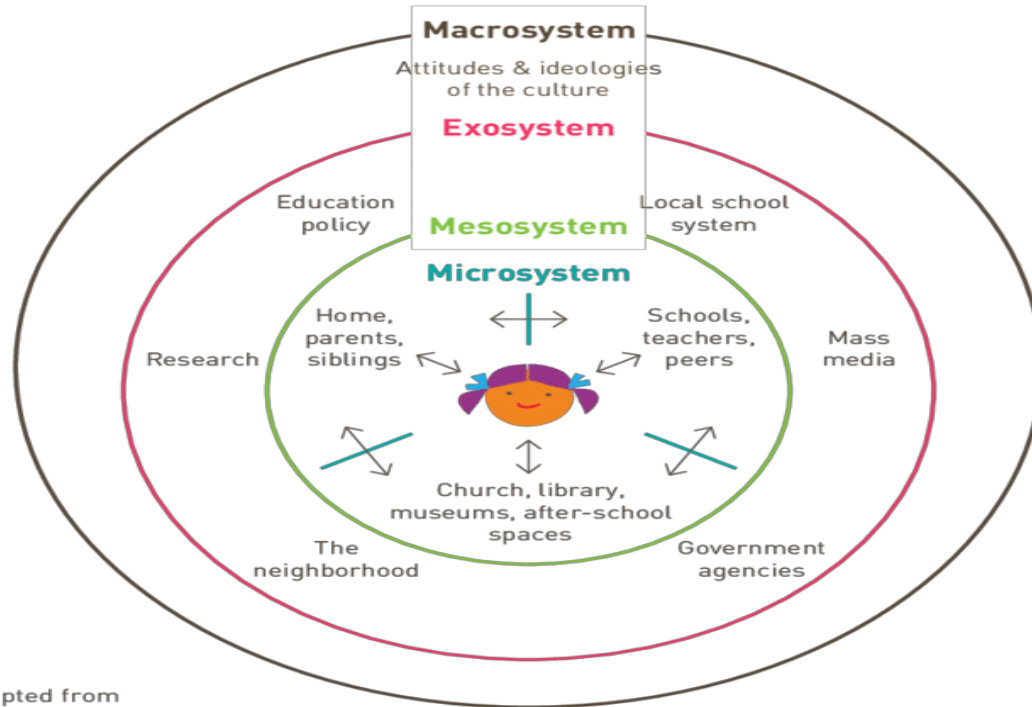 Macrosystem
Attitudes & ideologies
of the culture
Exosystem
Education
policy
Local school
system
Mesosystem
Microsystem
Home,
parents,
siblings
Schools,
teachers,
peers
Research
Mass
media
Church, library,
museums, after-school
spaces
The
neighborhood
Government
agencies
pted from